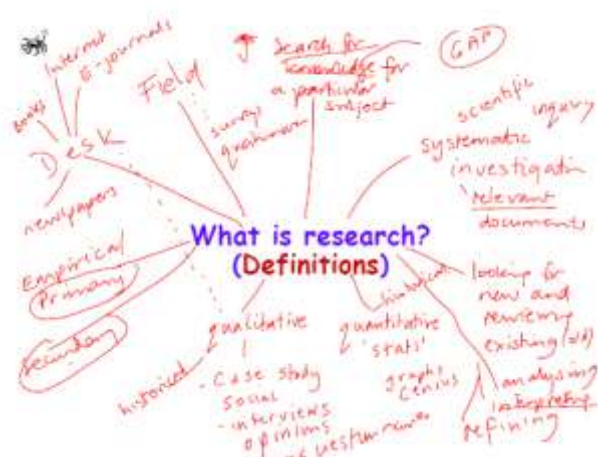 Books
Internet
E-journals
Desk
newspapers
Field
surveys
Search for
knowledge for
a particular
subject
GAP
scientific
inquiry
systematic
investigation
relevant
documents
What is research?
(Definitions)
Empirical
Primary
Secondary
historical
qualitative
- Case study
social
- interviews
opinions
historical
quantitative
'stats'
graphs
Census
looking for
new and
reviewing
existing (old)
analysing
interpreting
refining